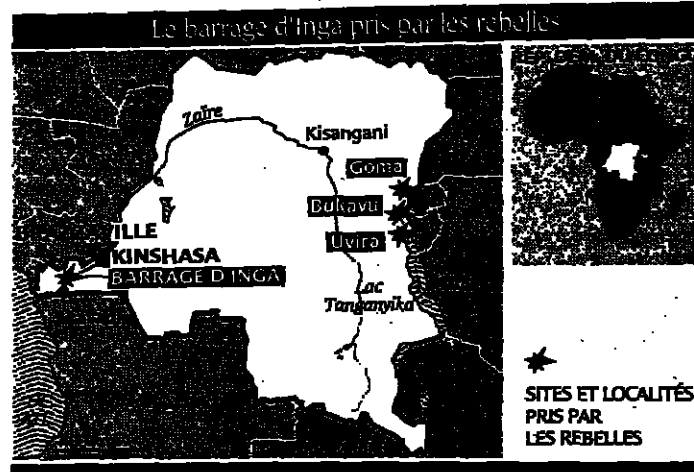 Le barrage d'Inga pris par les rebelles
Zaïre
Kisangani
Goma
Bukavu
Uvira
VILLE
KINSHASA
BARRAGE D'INGA
Lac
Tanganyika
SITES ET LOCALITÉS
PRIS PAR
LES REBELLES